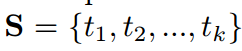 S = {t₁, t₂, ..., tₖ}